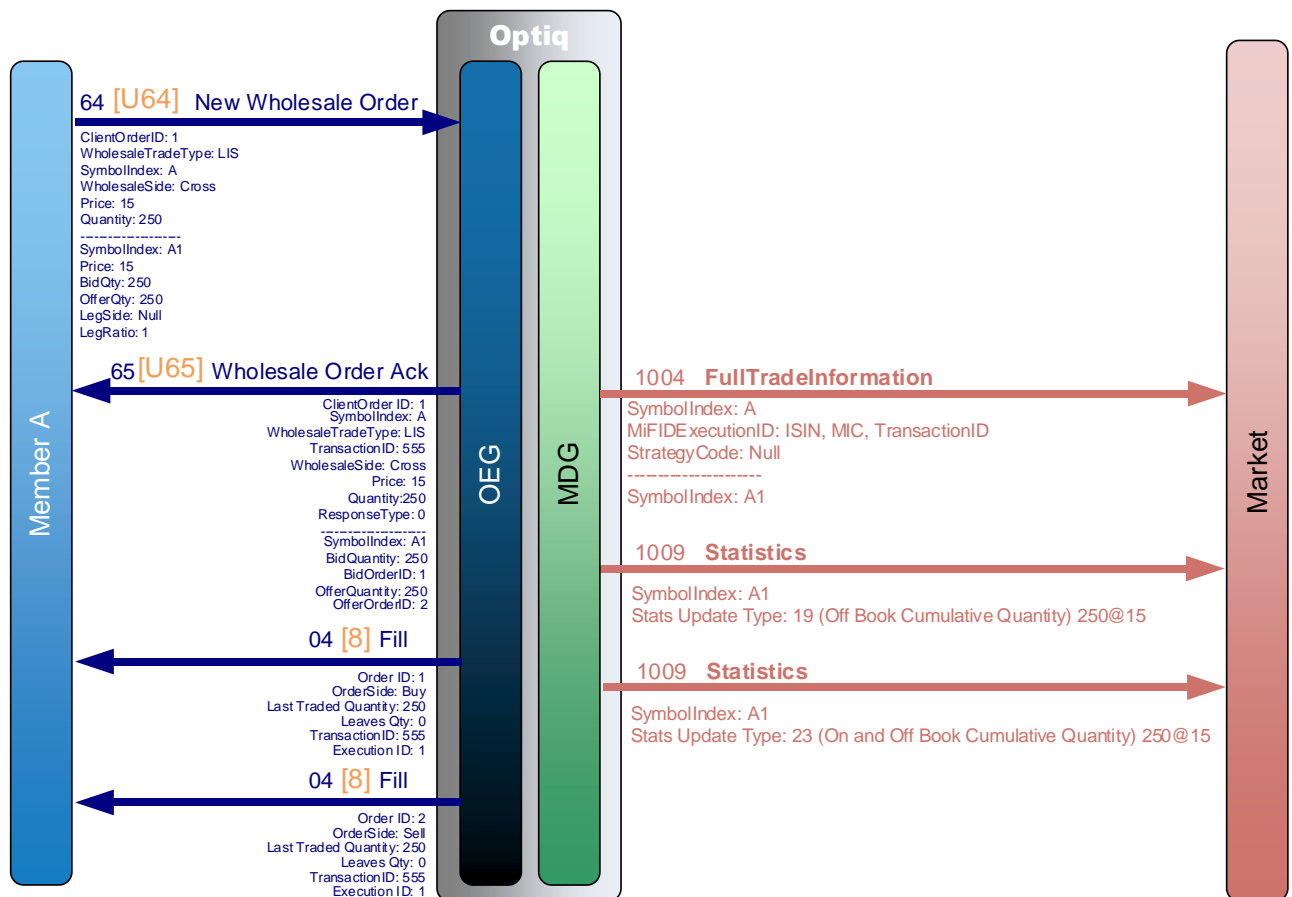 Optiq
Member A
OEG
MDG
Market
64 [U64] New Wholesale Order
ClientOrderID: 1
WholesaleTradeType: LIS
SymbolIndex: A
WholesaleSide: Cross
Price: 15
Quantity: 250
----------------------
SymbolIndex: A1
Price: 15
BidQty: 250
OfferQty: 250
LegSide: Null
LegRatio: 1
65 [U65] Wholesale Order Ack
ClientOrder ID: 1
SymbolIndex: A
WholesaleTradeType: LIS
TransactionID: 555
WholesaleSide: Cross
Price: 15
Quantity:250
ResponseType: 0
----------------------
SymbolIndex: A1
BidQuantity: 250
BidOrderID: 1
OfferQuantity: 250
OfferOrderID: 2
04 [8] Fill
Order ID: 1
OrderSide: Buy
Last Traded Quantity: 250
Leaves Qty: 0
TransactionID: 555
Execution ID: 1
04 [8] Fill
Order ID: 2
OrderSide: Sell
Last Traded Quantity: 250
Leaves Qty: 0
TransactionID: 555
Execution ID: 1
1004 FullTradeInformation
SymbolIndex: A
MiFIDExecutionID: ISIN, MIC, TransactionID
StrategyCode: Null
----------------------
SymbolIndex: A1
1009 Statistics
SymbolIndex: A1
Stats Update Type: 19 (Off Book Cumulative Quantity) 250@15
1009 Statistics
SymbolIndex: A1
Stats Update Type: 23 (On and Off Book Cumulative Quantity) 250@15